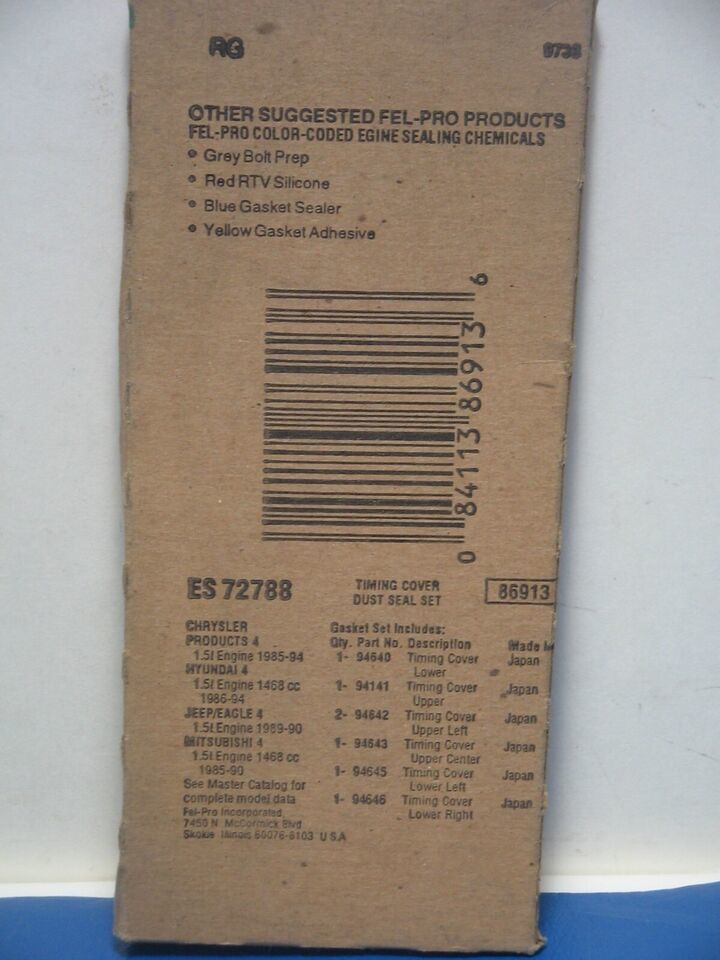 RG 0738
OTHER SUGGESTED FEL-PRO PRODUCTS
FEL-PRO COLOR-CODED EGINE SEALING CHEMICALS
• Grey Bolt Prep
• Red RTV Silicone
• Blue Gasket Sealer
• Yellow Gasket Adhesive
0 84113 86913 6
ES 72788
TIMING COVER
DUST SEAL SET
86913
CHRYSLER
PRODUCTS 4
1.5l Engine 1985-94
HYUNDAI 4
1.5l Engine 1468 cc
1986-94
JEEP/EAGLE 4
1.5l Engine 1989-90
MITSUBISHI 4
1.5l Engine 1468 cc
1985-90
See Master Catalog for
complete model data
Fel-Pro Incorporated,
7450 N. McCormick Blvd
Skokie Illinois 60076-8103 U S A
Gasket Set Includes:
Qty. Part No. Description Made In
1- 94640 Timing Cover Japan
Lower
1- 94141 Timing Cover Japan
Upper
2- 94642 Timing Cover Japan
Upper Left
1- 94643 Timing Cover Japan
Upper Center
1- 94645 Timing Cover Japan
Lower Left
1- 94646 Timing Cover Japan
Lower Right